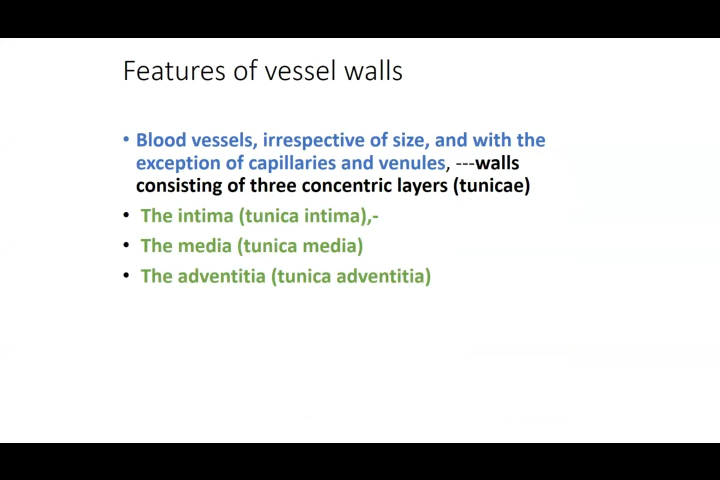 Features of vessel walls
• Blood vessels, irrespective of size, and with the
exception of capillaries and venules, ---walls
consisting of three concentric layers (tunicae)
• The intima (tunica intima),-
• The media (tunica media)
• The adventitia (tunica adventitia)